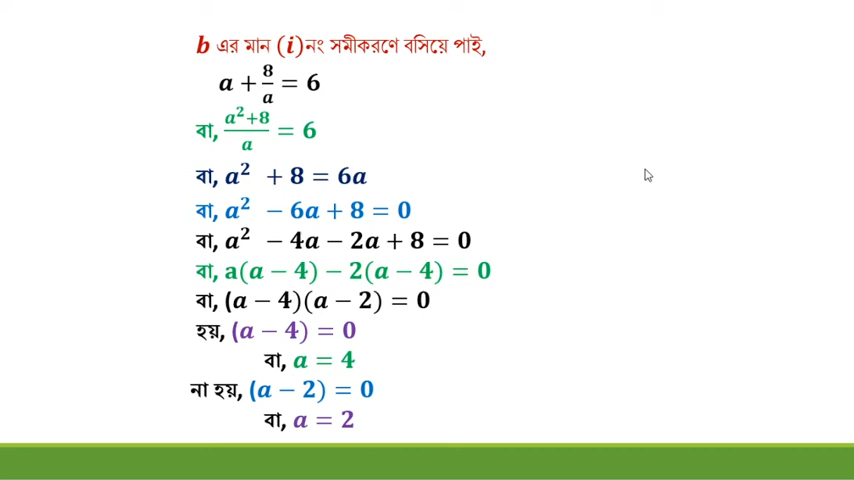 b এর মান (i)নং সমীকরণে বসিয়ে পাই,
a + 8/a = 6
বা, (a² + 8)/a = 6
বা, a² + 8 = 6a
বা, a² − 6a + 8 = 0
বা, a² − 4a − 2a + 8 = 0
বা, a(a − 4) − 2(a − 4) = 0
বা, (a − 4)(a − 2) = 0
হয়, (a − 4) = 0
বা, a = 4
না হয়, (a − 2) = 0
বা, a = 2